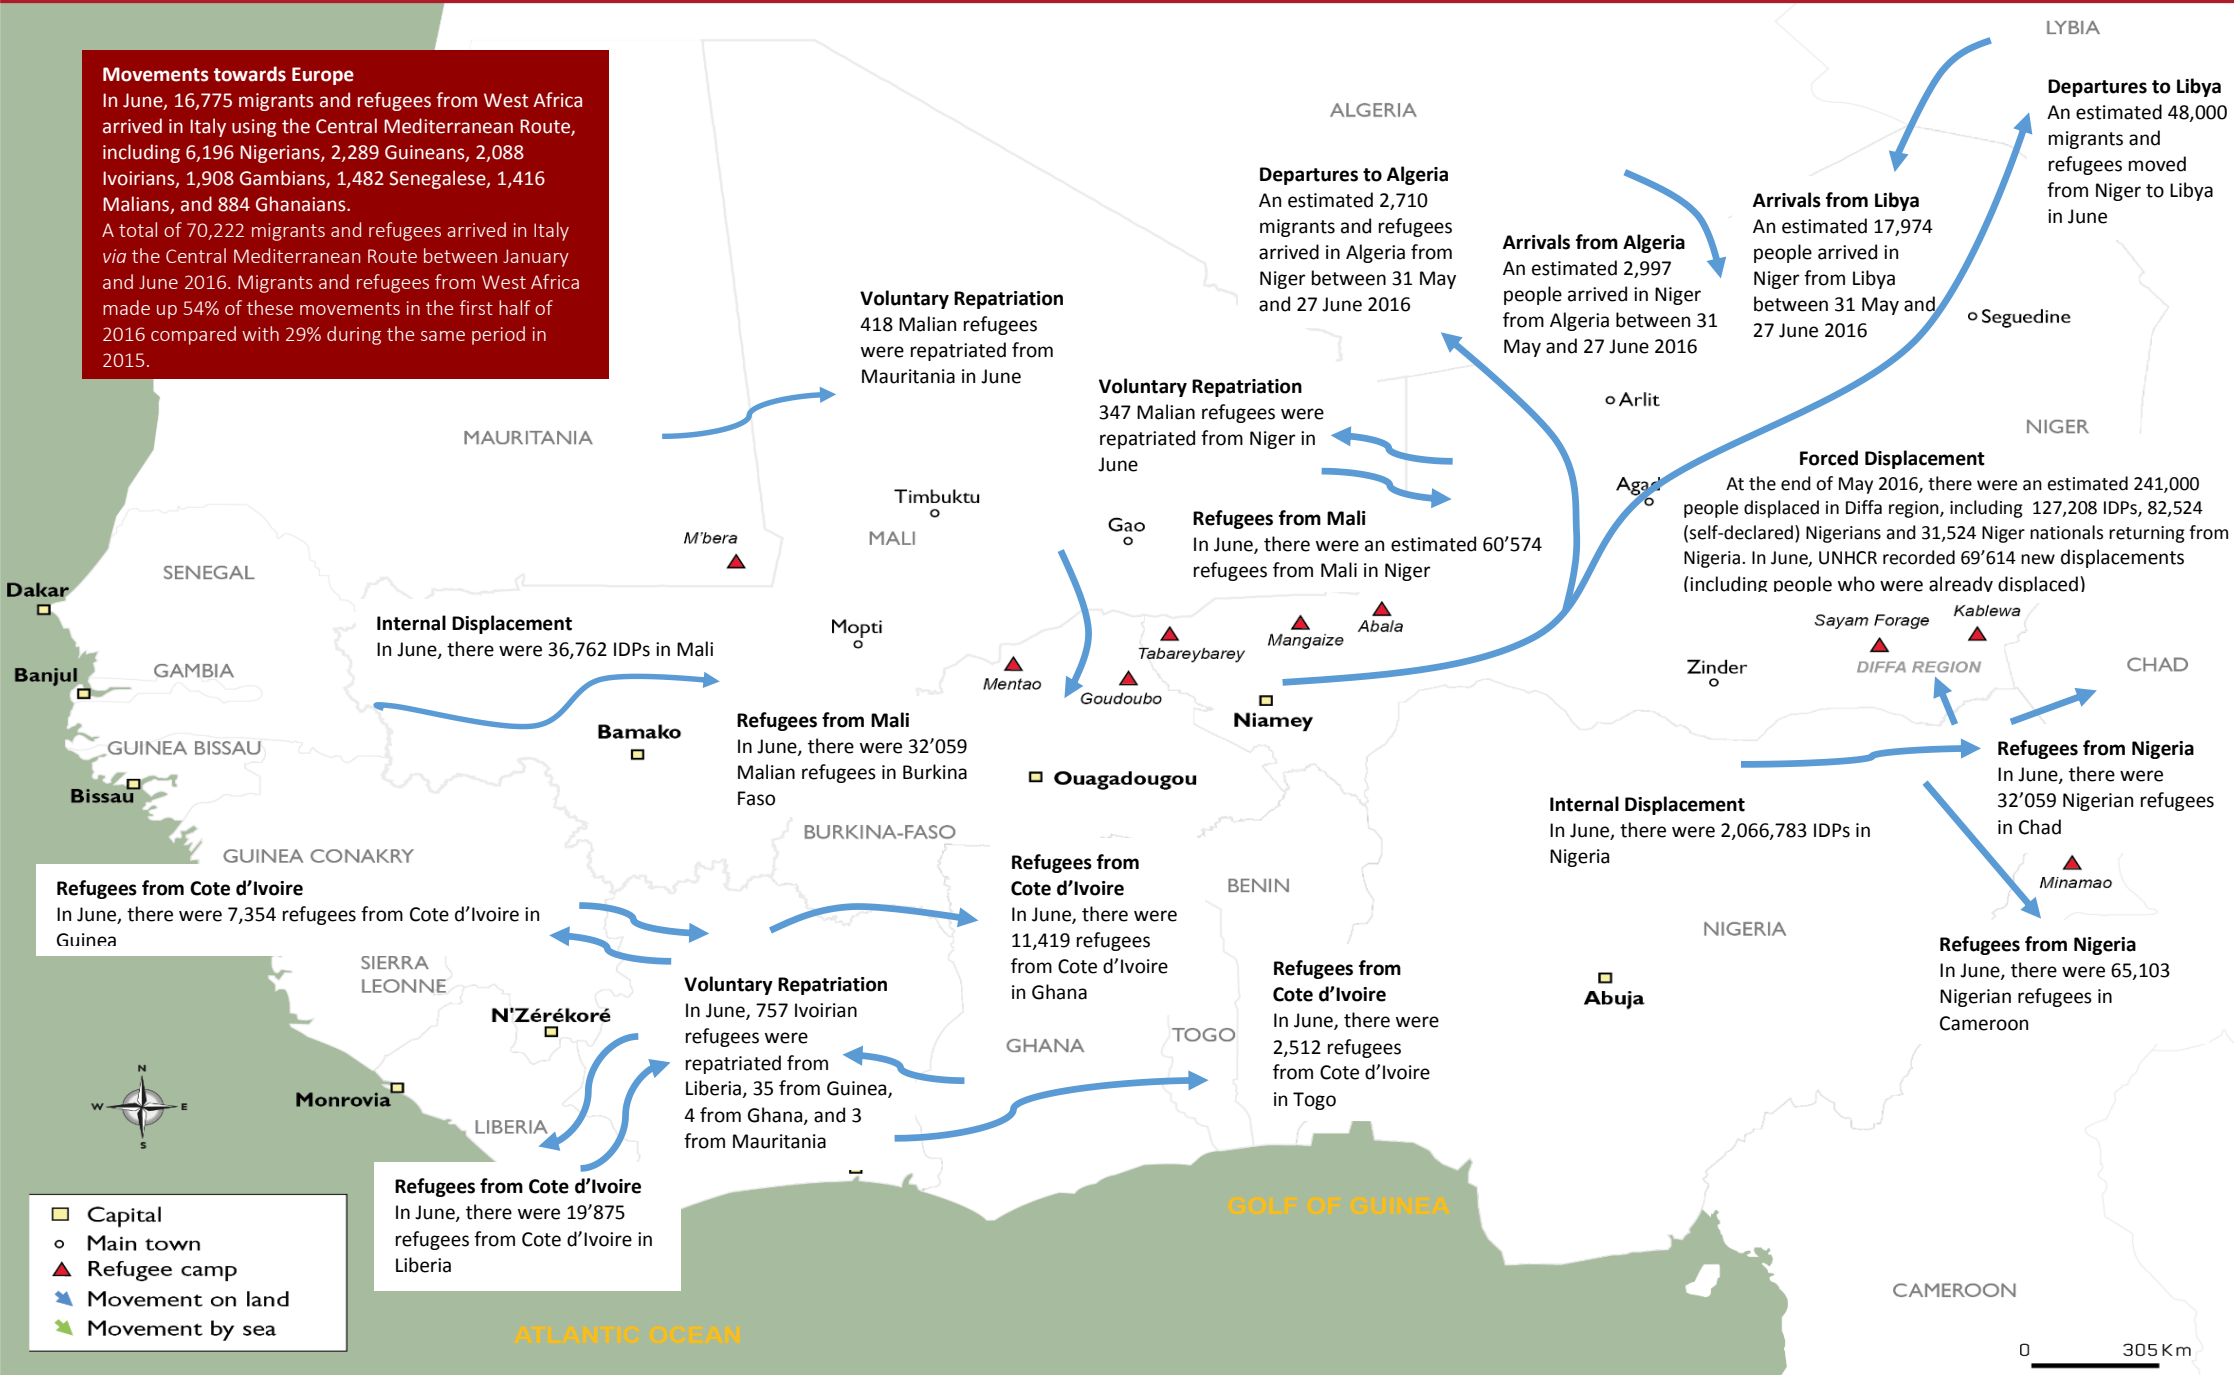 Movements towards Europe
In June, 16,775 migrants and refugees from West Africa
arrived in Italy using the Central Mediterranean Route,
including 6,196 Nigerians, 2,289 Guineans, 2,088
Ivoirians, 1,908 Gambians, 1,482 Senegalese, 1,416
Malians, and 884 Ghanaians.
A total of 70,222 migrants and refugees arrived in Italy
via the Central Mediterranean Route between January
and June 2016. Migrants and refugees from West Africa
made up 54% of these movements in the first half of
2016 compared with 29% during the same period in
2015.
LYBIA
Departures to Libya
An estimated 48,000
migrants and
refugees moved
from Niger to Libya
in June
ALGERIA
Departures to Algeria
An estimated 2,710
migrants and refugees
arrived in Algeria from
Niger between 31 May
and 27 June 2016
Arrivals from Algeria
An estimated 2,997
people arrived in Niger
from Algeria between 31
May and 27 June 2016
Arrivals from Libya
An estimated 17,974
people arrived in
Niger from Libya
between 31 May and
27 June 2016
Seguedine
Voluntary Repatriation
418 Malian refugees
were repatriated from
Mauritania in June
Voluntary Repatriation
347 Malian refugees were
repatriated from Niger in
June
Arlit
MAURITANIA
NIGER
Forced Displacement
At the end of May 2016, there were an estimated 241,000
people displaced in Diffa region, including 127,208 IDPs, 82,524
(self-declared) Nigerians and 31,524 Niger nationals returning from
Nigeria. In June, UNHCR recorded 69’614 new displacements
(including people who were already displaced)
Timbuktu
Agad
Gao
MALI
M'bera
Refugees from Mali
In June, there were an estimated 60’574
refugees from Mali in Niger
SENEGAL
Dakar
Internal Displacement
In June, there were 36,762 IDPs in Mali
Mopti
Mentao
Goudoubo
Tabareybarey
Mangaize
Abala
Sayam Forage
Kablewa
DIFFA REGION
Zinder
CHAD
GAMBIA
Banjul
Niamey
Bamako
Refugees from Mali
In June, there were 32’059
Malian refugees in Burkina
Faso
Ouagadougou
GUINEA BISSAU
Bissau
Refugees from Nigeria
In June, there were
32’059 Nigerian refugees
in Chad
Internal Displacement
In June, there were 2,066,783 IDPs in
Nigeria
BURKINA-FASO
GUINEA CONAKRY
Refugees from Cote d’Ivoire
In June, there were 7,354 refugees from Cote d’Ivoire in
Guinea
Refugees from
Cote d’Ivoire
In June, there were
11,419 refugees
from Cote d’Ivoire
in Ghana
BENIN
Minamao
NIGERIA
Refugees from Nigeria
In June, there were 65,103
Nigerian refugees in
Cameroon
SIERRA
LEONNE
Voluntary Repatriation
In June, 757 Ivoirian
refugees were
repatriated from
Liberia, 35 from Guinea,
4 from Ghana, and 3
from Mauritania
Refugees from
Cote d’Ivoire
In June, there were
2,512 refugees
from Cote d’Ivoire
in Togo
Abuja
N'Zérékoré
GHANA
TOGO
N
W
E
S
Monrovia
LIBERIA
Refugees from Cote d’Ivoire
In June, there were 19’875
refugees from Cote d’Ivoire in
Liberia
GOLF OF GUINEA
Capital
Main town
Refugee camp
Movement on land
Movement by sea
CAMEROON
ATLANTIC OCEAN
0 305 Km